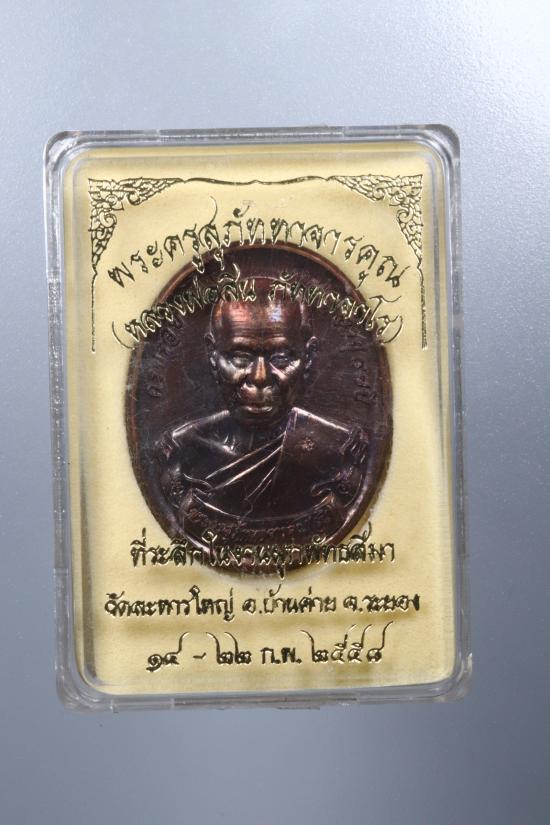 พระครูสุภัททาจารคุณ
(หลวงพ่อสิน ภัททาจาโร)
ที่ระลึกในงานผูกพัทธสีมา
วัดละหารใหญ่ อ.บ้านค่าย จ.ระยอง
๑๔ - ๒๒ ก.พ. ๒๕๕๘